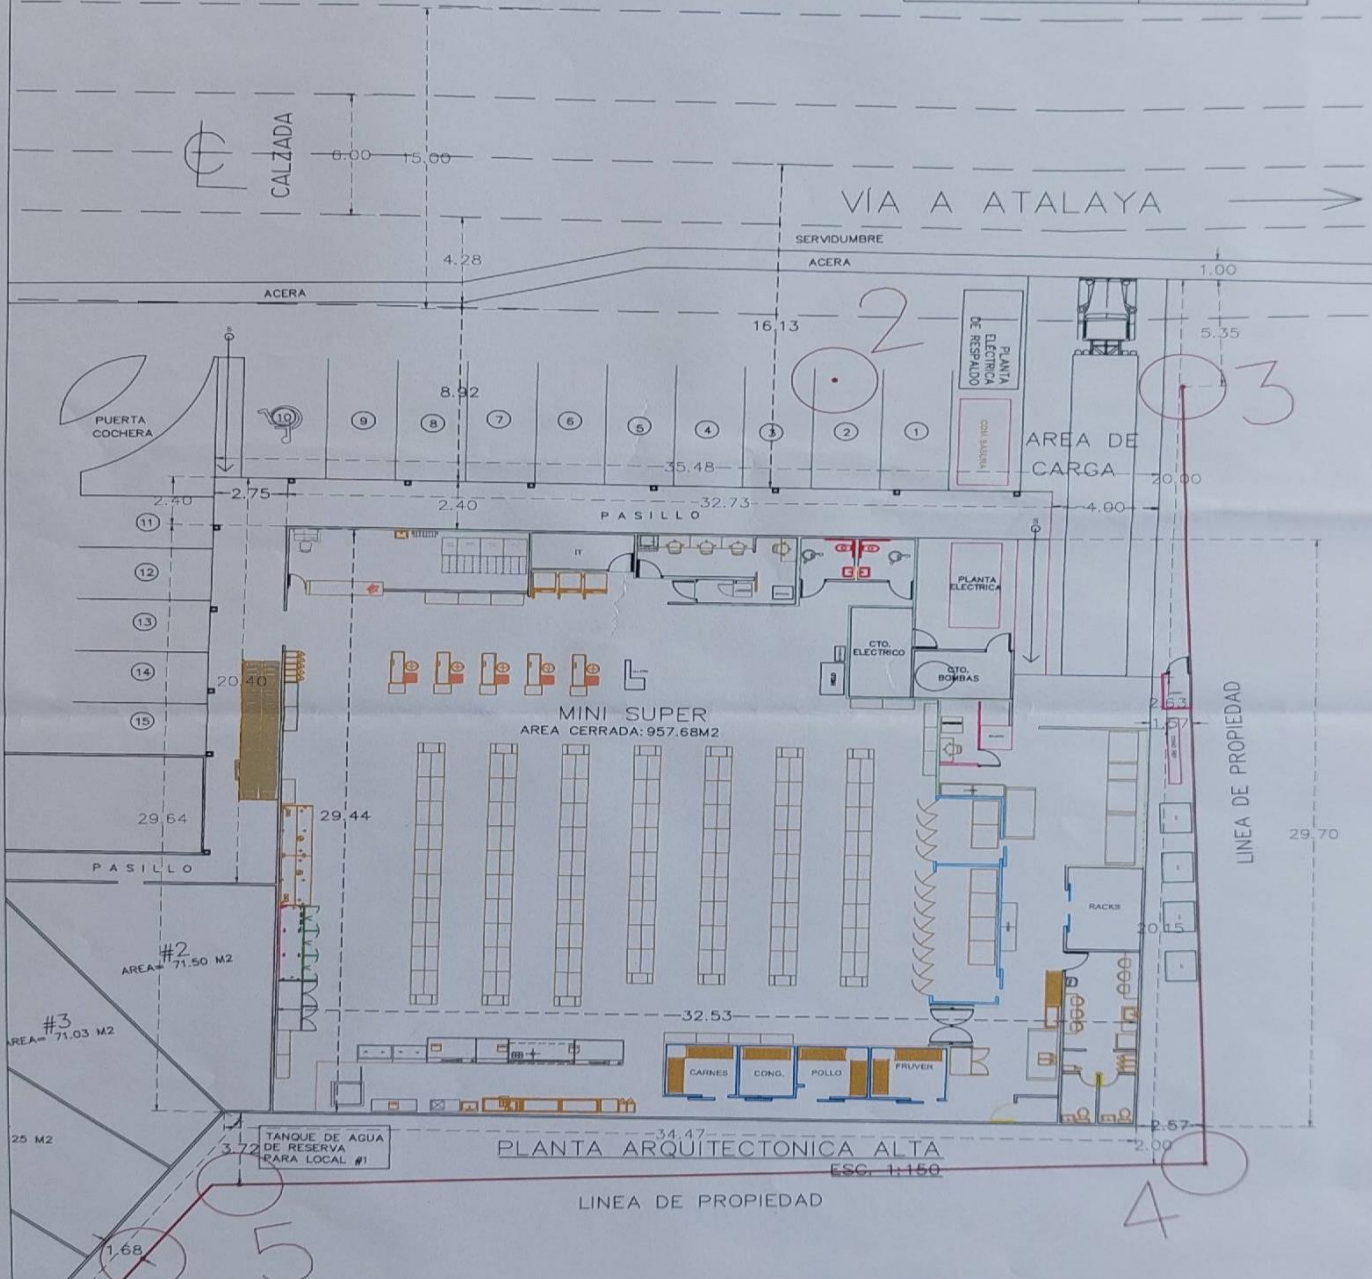 CALZADA
6.00
15.00
VÍA A ATALAYA
SERVIDUMBRE
ACERA
4.28
ACERA
1.00
16.13
2
5.35
3
PLANTA
ELÉCTRICA
DE RESPALDO
PUERTA
COCHERA
8.92
10
9
8
7
6
5
4
3
2
1
AREA DE
CARGA
35.48
20.00
2.40
2.75
2.40
32.73
4.00
PASILLO
11
IT
12
PLANTA
ELECTRICA
13
CTO.
ELECTRICO
14
CTO.
BOMBAS
20.40
15
2.63
1.57
MINI SUPER
AREA CERRADA: 957.68M2
LINEA DE PROPIEDAD
29.64
29.44
29.70
PASILLO
RACKS
20.15
#2
AREA= 71.50 M2
#3
AREA= 71.03 M2
32.53
CARNES
CONG.
POLLO
FRUVER
25 M2
3.72
TANQUE DE AGUA
DE RESERVA
PARA LOCAL #1
34.47
2.57
2.00
PLANTA ARQUITECTONICA ALTA
ESC. 1:150
LINEA DE PROPIEDAD
4
5
1.68